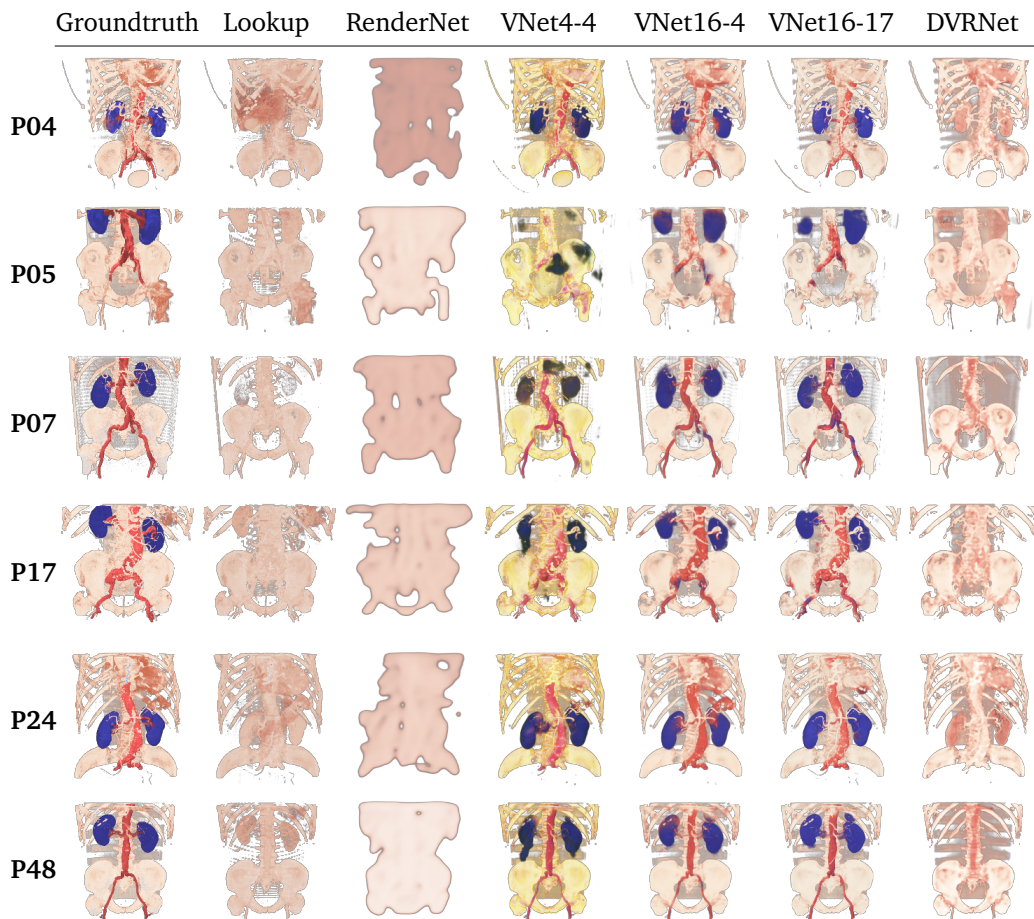 Groundtruth Lookup RenderNet VNet4-4 VNet16-4 VNet16-17 DVRNet
P04
P05
P07
P17
P24
P48